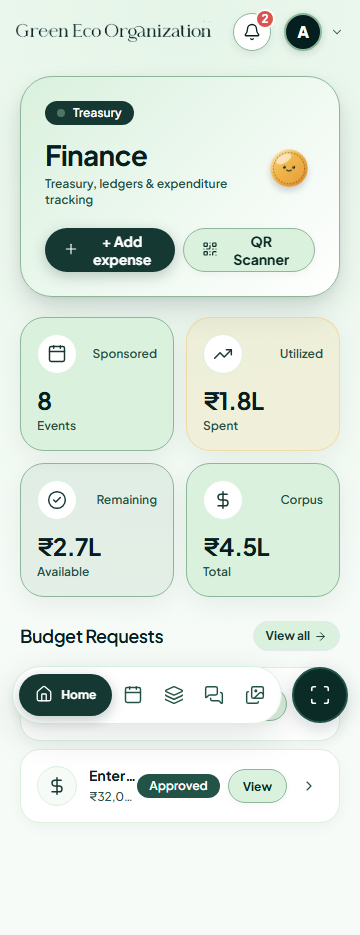 Green Eco Organization
2
A
Treasury
Finance
Treasury, ledgers & expenditure
tracking
+ Add
expense
QR
Scanner
Sponsored
8
Events
Utilized
₹1.8L
Spent
Remaining
₹2.7L
Available
Corpus
₹4.5L
Total
Budget Requests
View all →
Home
Enter...
₹32,0...
Approved
View